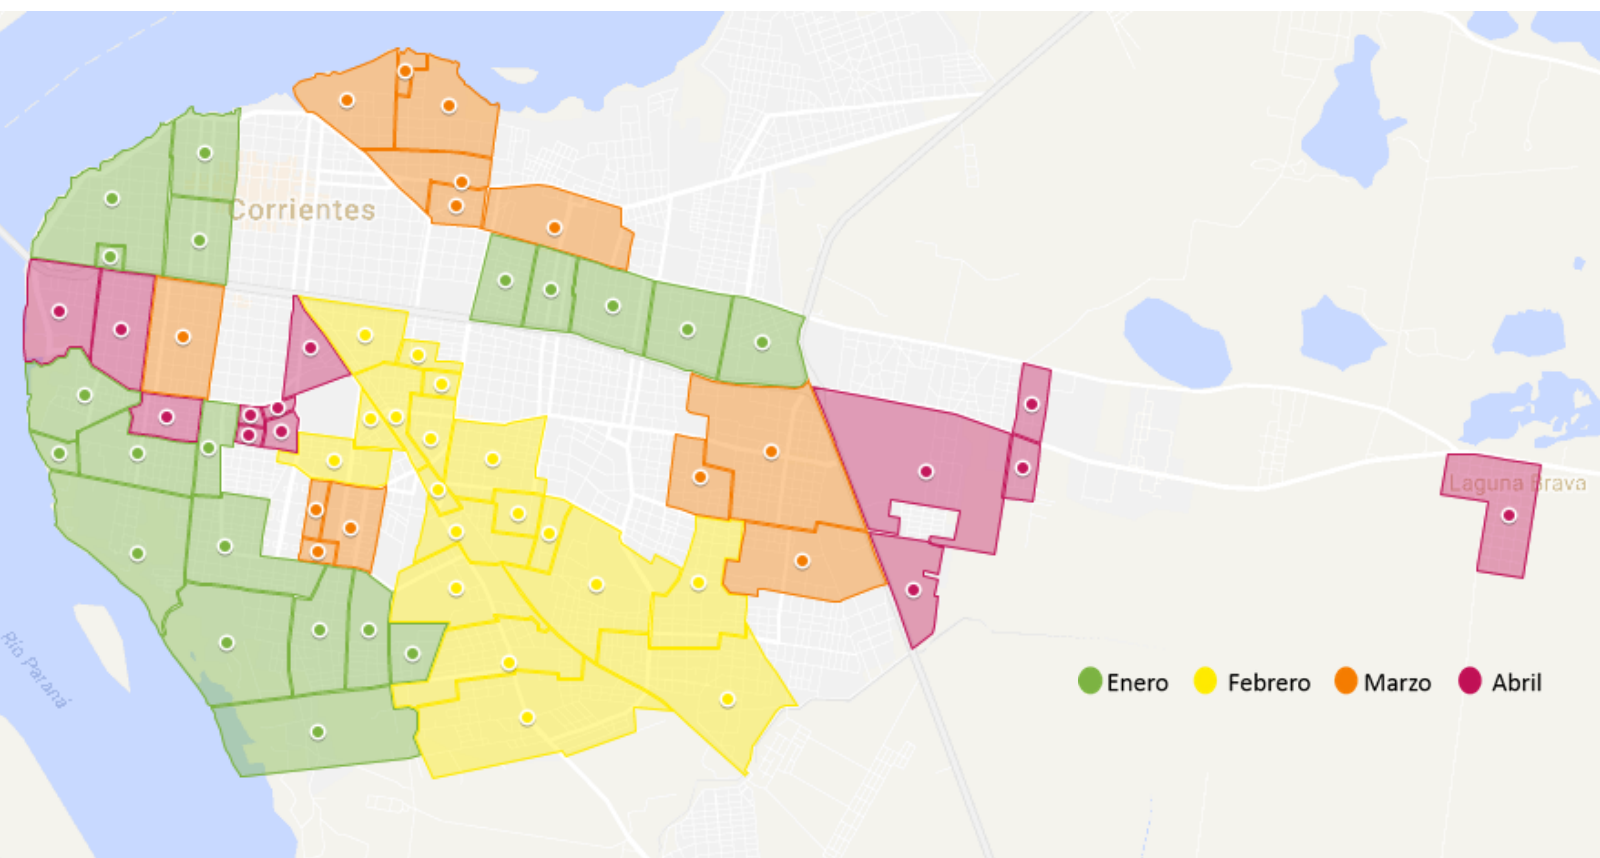 Corrientes
Laguna Brava
Río Paraná
Enero
Febrero
Marzo
Abril